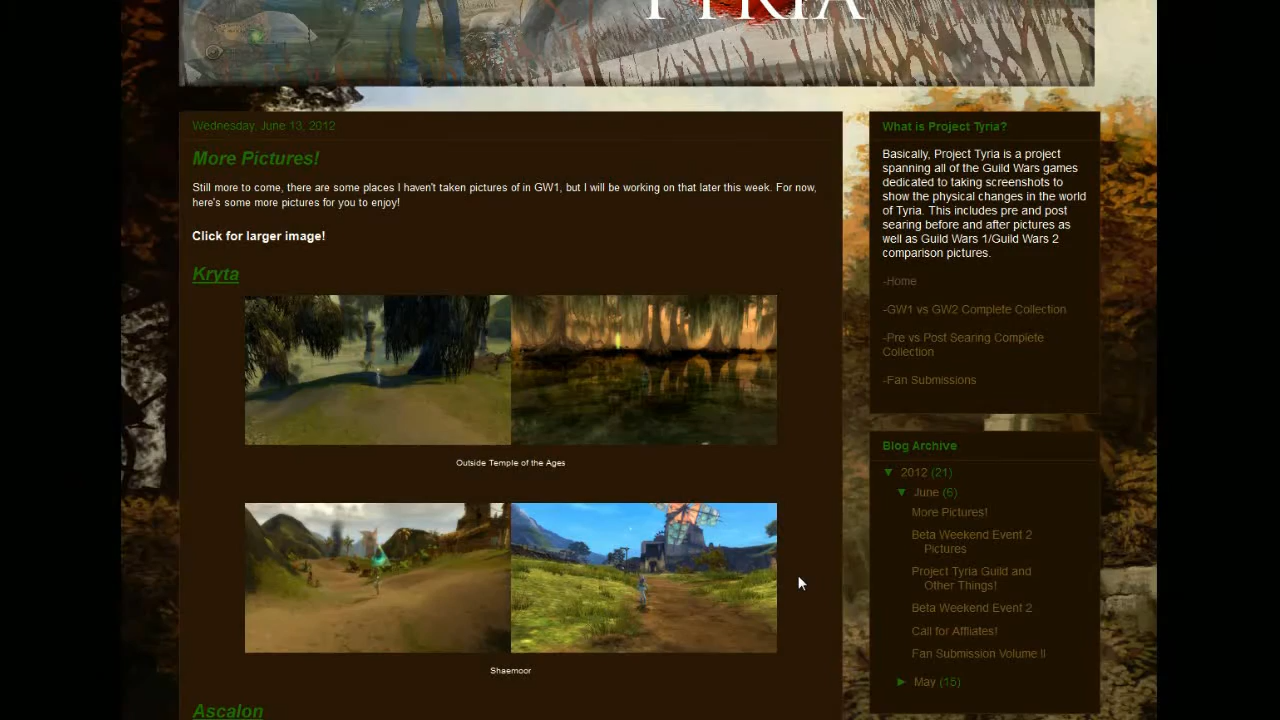 TYRIA
Wednesday, June 13, 2012
More Pictures!
Still more to come, there are some places I haven't taken pictures of in GW1, but I will be working on that later this week. For now,
here's some more pictures for you to enjoy!
Click for larger image!
Kryta
Outside Temple of the Ages
Shaemoor
Ascalon
What is Project Tyria?
Basically, Project Tyria is a project
spanning all of the Guild Wars games
dedicated to taking screenshots to
show the physical changes in the world
of Tyria. This includes pre and post
searing before and after pictures as
well as Guild Wars 1/Guild Wars 2
comparison pictures.
-Home
-GW1 vs GW2 Complete Collection
-Pre vs Post Searing Complete
Collection
-Fan Submissions
Blog Archive
▼ 2012 (21)
▼ June (6)
More Pictures!
Beta Weekend Event 2
Pictures
Project Tyria Guild and
Other Things!
Beta Weekend Event 2
Call for Affliates!
Fan Submission Volume II
► May (15)